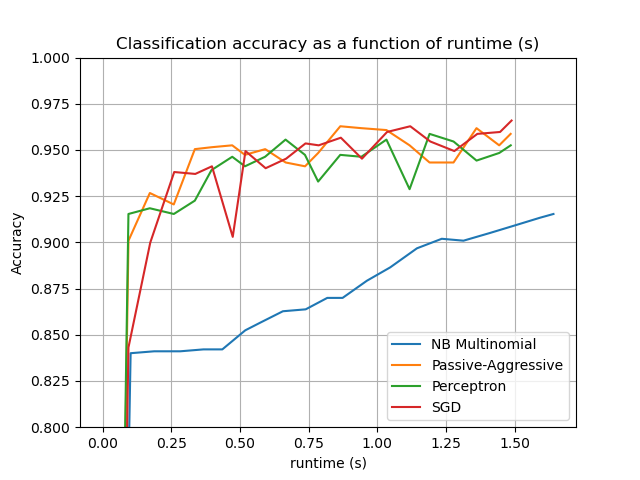 Classification accuracy as a function of runtime (s)
1.000
0.975
0.950
0.925
0.900
0.875
0.850
0.825
0.800
Accuracy
0.00 0.25 0.50 0.75 1.00 1.25 1.50
runtime (s)
NB Multinomial
Passive-Aggressive
Perceptron
SGD